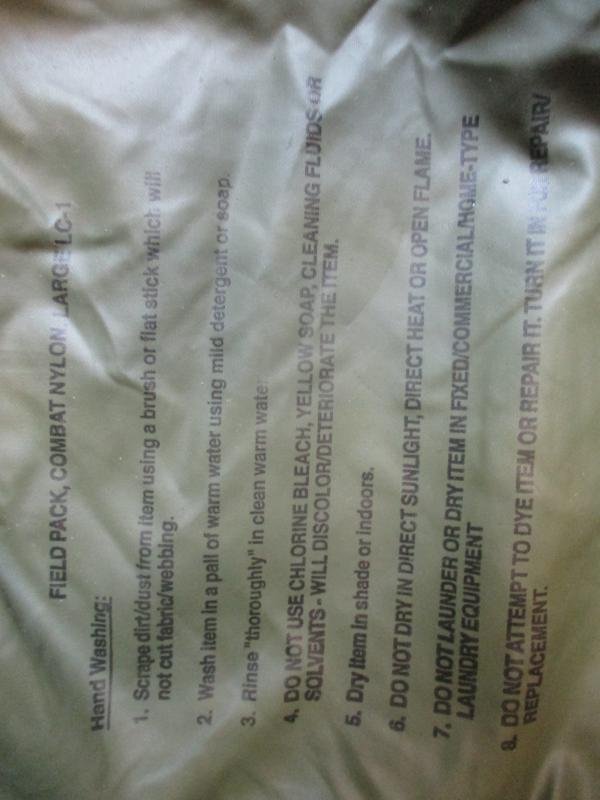 FIELD PACK, COMBAT NYLON, LARGE LC-1
Hand Washing:
1. Scrape dirt/dust from item using a brush or flat stick which will
not cut fabric/webbing.
2. Wash item in a pail of warm water using mild detergent or soap.
3. Rinse "thoroughly" in clean warm water
4. DO NOT USE CHLORINE BLEACH, YELLOW SOAP, CLEANING FLUIDS OR
SOLVENTS - WILL DISCOLOR/DETERIORATE THE ITEM.
5. Dry item in shade or indoors.
6. DO NOT DRY IN DIRECT SUNLIGHT, DIRECT HEAT OR OPEN FLAME.
7. DO NOT LAUNDER OR DRY ITEM IN FIXED/COMMERCIAL/HOME-TYPE
LAUNDRY EQUIPMENT
8. DO NOT ATTEMPT TO DYE ITEM OR REPAIR IT. TURN IT IN FOR REPAIR/
REPLACEMENT.